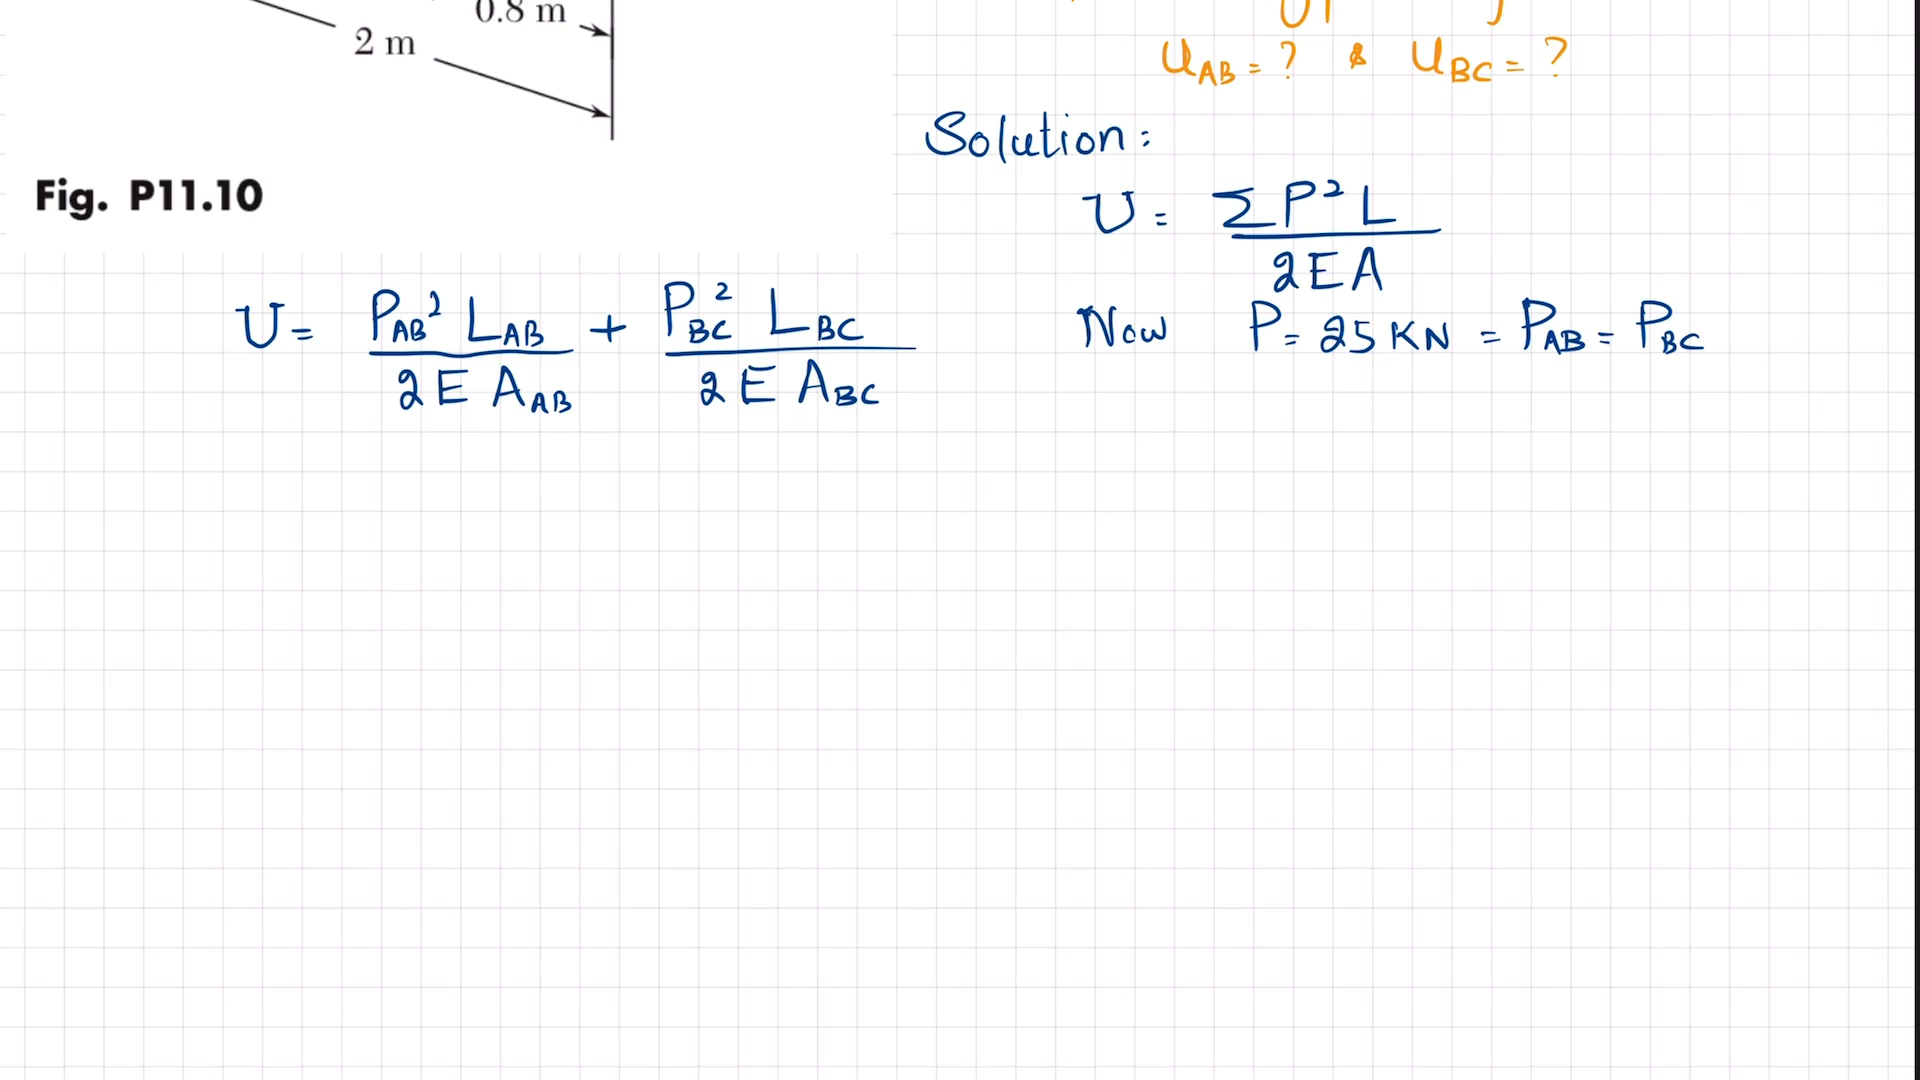 0.8 m
2 m
Fig. P11.10
u_AB = ? & u_BC = ?
Solution:
U = ΣP² L / 2EA
Now P = 25 KN = P_AB = P_BC
U = P_AB² L_AB / 2E A_AB + P_BC² L_BC / 2E A_BC